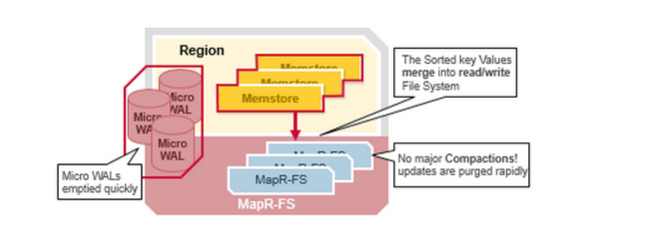 Region
Memstore
Memstore
Memstore
The Sorted key Values
merge into read/write
File System
Micro
WAL
Micro
WA
Micro
WAL
MapR-FS
MapR-FS
MapR-FS
No major Compactions!
updates are purged rapidly
Micro WALs
emptied quickly
MapR-FS